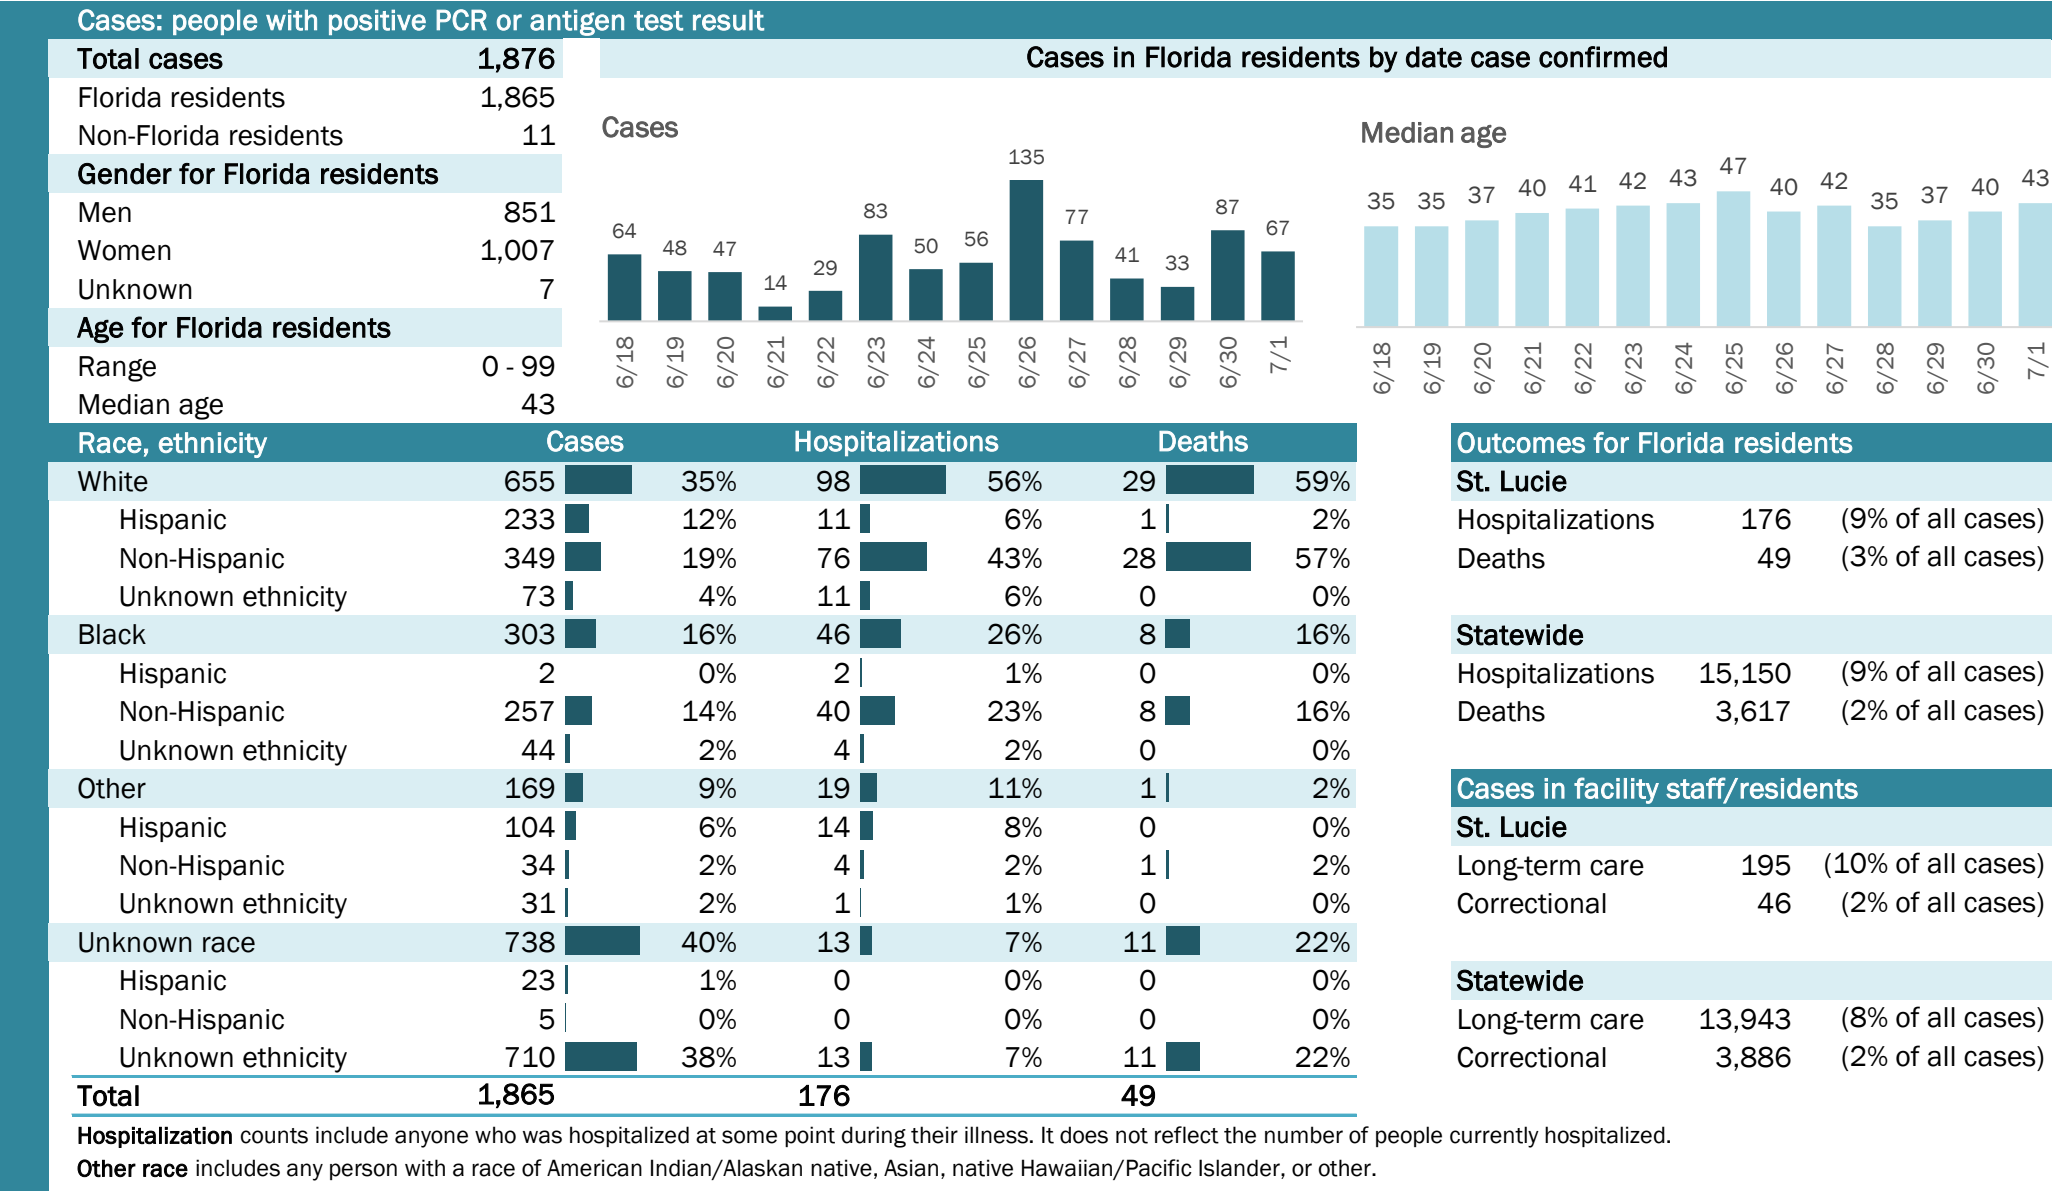 Cases: people with positive PCR or antigen test result
Total cases 1,876
Florida residents 1,865
Non-Florida residents 11
Gender for Florida residents
Men 851
Women 1,007
Unknown 7
Age for Florida residents
Range 0 - 99
Median age 43
Cases in Florida residents by date case confirmed
Cases
64 48 47 14 29 83 50 56 135 77 41 33 87 67
6/18 6/19 6/20 6/21 6/22 6/23 6/24 6/25 6/26 6/27 6/28 6/29 6/30 7/1
Median age
35 35 37 40 41 42 43 47 40 42 35 37 40 43
6/18 6/19 6/20 6/21 6/22 6/23 6/24 6/25 6/26 6/27 6/28 6/29 6/30 7/1
Race, ethnicity Cases Hospitalizations Deaths
White 655 35% 98 56% 29 59%
Hispanic 233 12% 11 6% 1 2%
Non-Hispanic 349 19% 76 43% 28 57%
Unknown ethnicity 73 4% 11 6% 0 0%
Black 303 16% 46 26% 8 16%
Hispanic 2 0% 2 1% 0 0%
Non-Hispanic 257 14% 40 23% 8 16%
Unknown ethnicity 44 2% 4 2% 0 0%
Other 169 9% 19 11% 1 2%
Hispanic 104 6% 14 8% 0 0%
Non-Hispanic 34 2% 4 2% 1 2%
Unknown ethnicity 31 2% 1 1% 0 0%
Unknown race 738 40% 13 7% 11 22%
Hispanic 23 1% 0 0% 0 0%
Non-Hispanic 5 0% 0 0% 0 0%
Unknown ethnicity 710 38% 13 7% 11 22%
Total 1,865 176 49
Outcomes for Florida residents
St. Lucie
Hospitalizations 176 (9% of all cases)
Deaths 49 (3% of all cases)
Statewide
Hospitalizations 15,150 (9% of all cases)
Deaths 3,617 (2% of all cases)
Cases in facility staff/residents
St. Lucie
Long-term care 195 (10% of all cases)
Correctional 46 (2% of all cases)
Statewide
Long-term care 13,943 (8% of all cases)
Correctional 3,886 (2% of all cases)
Hospitalization counts include anyone who was hospitalized at some point during their illness. It does not reflect the number of people currently hospitalized.
Other race includes any person with a race of American Indian/Alaskan native, Asian, native Hawaiian/Pacific Islander, or other.